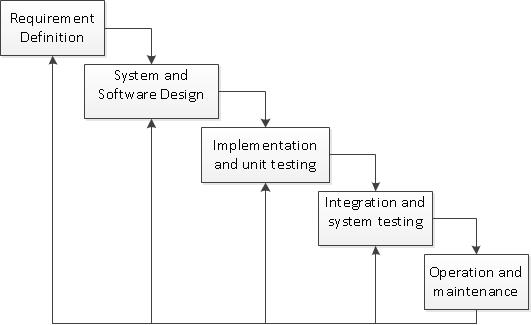 Requirement
Definition
System and
Software Design
Implementation
and unit testing
Integration and
system testing
Operation and
maintenance